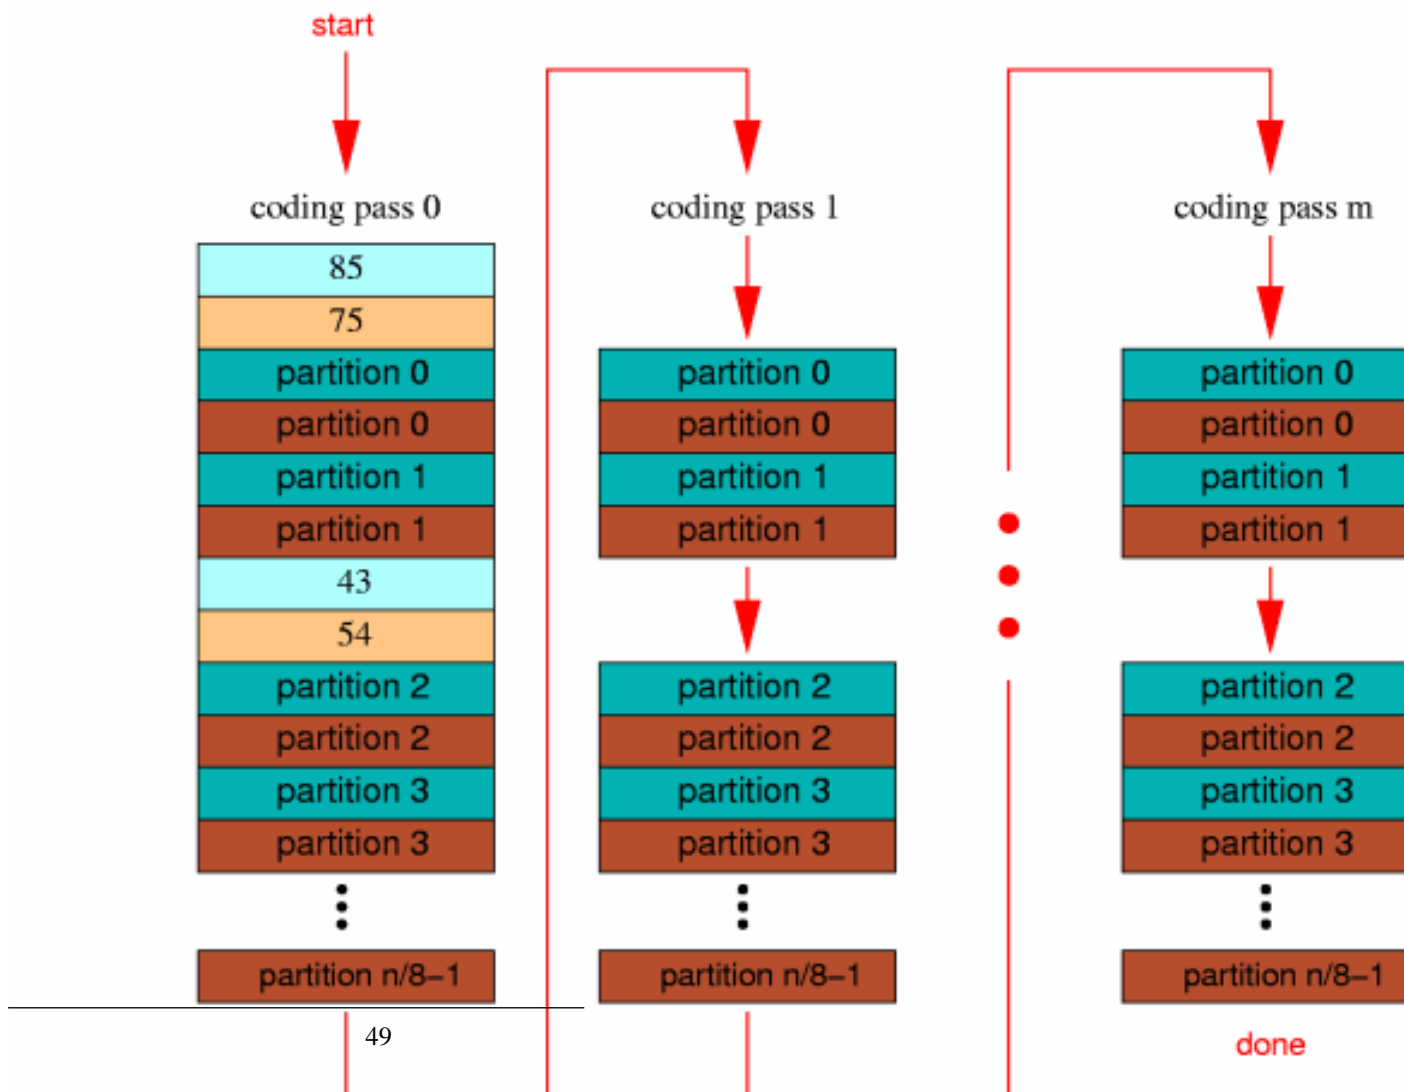 start
coding pass 0
85
75
partition 0
partition 0
partition 1
partition 1
43
54
partition 2
partition 2
partition 3
partition 3
partition n/8–1
49
coding pass 1
partition 0
partition 0
partition 1
partition 1
partition 2
partition 2
partition 3
partition 3
partition n/8–1
coding pass m
partition 0
partition 0
partition 1
partition 1
partition 2
partition 2
partition 3
partition 3
partition n/8–1
done